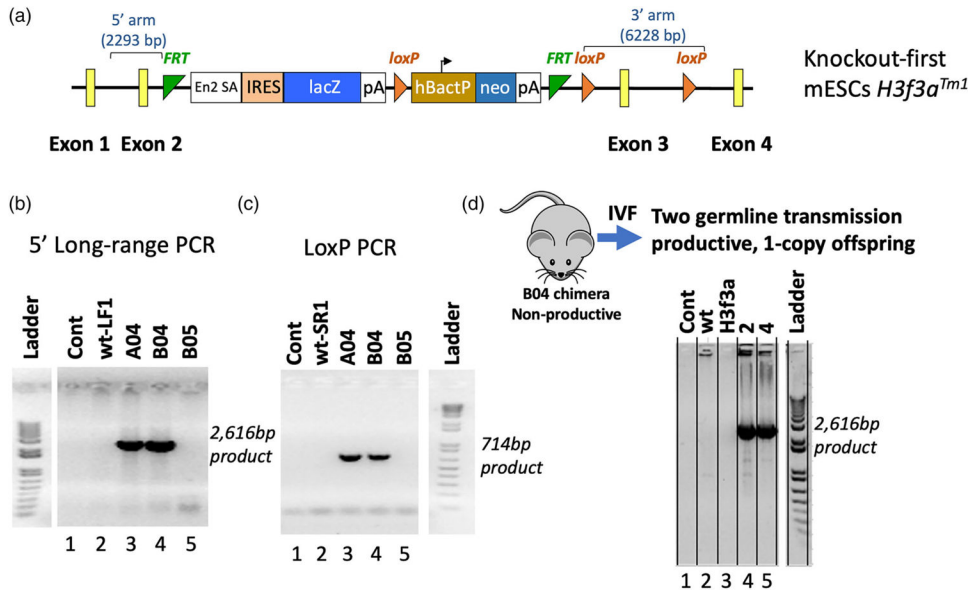 (a)
5’ arm
(2293 bp)
3’ arm
(6228 bp)
FRT
loxP
FRT
loxP
loxP
En2 SA
IRES
lacZ
pA
hBactP
neo
pA
Knockout-first
mESCs H3f3aTm1
Exon 1
Exon 2
Exon 3
Exon 4
(b)
5’ Long-range PCR
Ladder
Cont
wt-LF1
A04
B04
B05
2,616bp
product
1 2 3 4 5
(c)
LoxP PCR
Cont
wt-SR1
A04
B04
B05
Ladder
714bp
product
1 2 3 4 5
(d)
IVF
Two germline transmission
productive, 1-copy offspring
B04 chimera
Non-productive
Cont
wt
H3f3a
2
4
Ladder
2,616bp
product
1 2 3 4 5